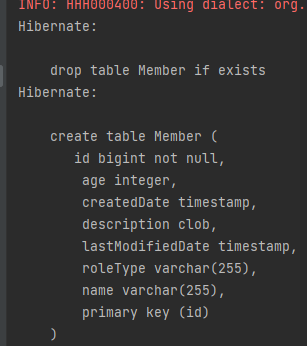 INFO: HHH000400: Using dialect: org.
Hibernate:
drop table Member if exists
Hibernate:
create table Member (
id bigint not null,
age integer,
createdDate timestamp,
description clob,
lastModifiedDate timestamp,
roleType varchar(255),
name varchar(255),
primary key (id)
)